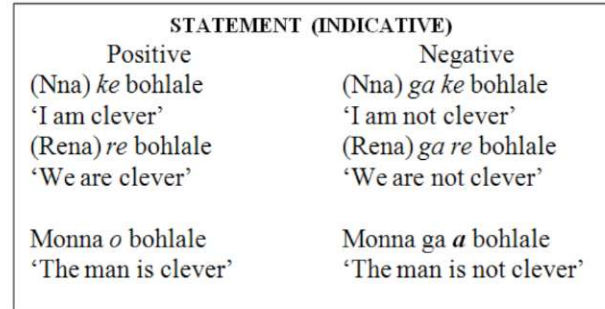 STATEMENT (INDICATIVE)
Positive Negative
(Nna) ke bohlale (Nna) ga ke bohlale
‘I am clever’ ‘I am not clever’
(Rena) re bohlale (Rena) ga re bohlale
‘We are clever’ ‘We are not clever’
Monna o bohlale Monna ga a bohlale
‘The man is clever’ ‘The man is not clever’